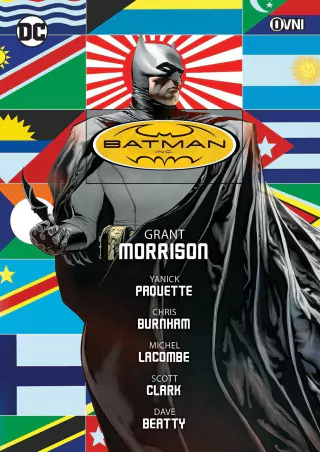 DC
OVNI
BATMAN
INC.
GRANT
MORRISON
YANICK
PAQUETTE
CHRIS
BURNHAM
MICHEL
LACOMBE
SCOTT
CLARK
DAVE
BEATTY